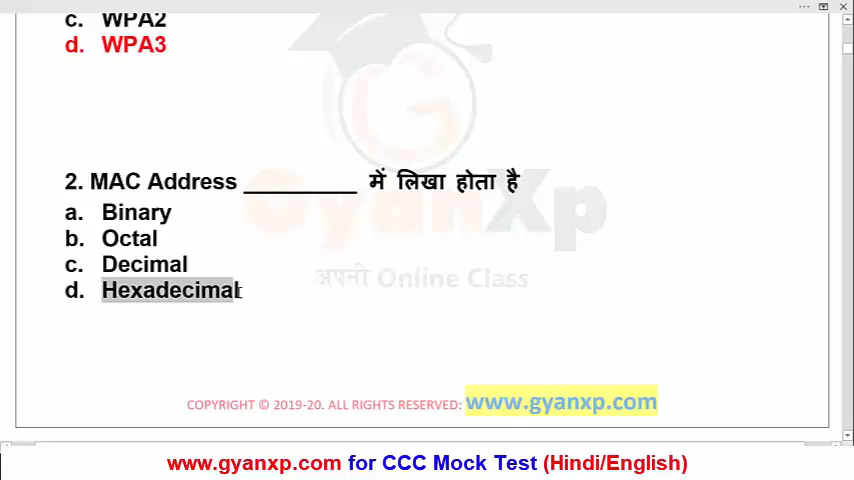 c. WPA2
d. WPA3
2. MAC Address _________ में लिखा होता है
a. Binary
b. Octal
c. Decimal
d. Hexadecimal
GyanXp
अपनी Online Class
COPYRIGHT © 2019-20. ALL RIGHTS RESERVED: www.gyanxp.com
www.gyanxp.com for CCC Mock Test (Hindi/English)